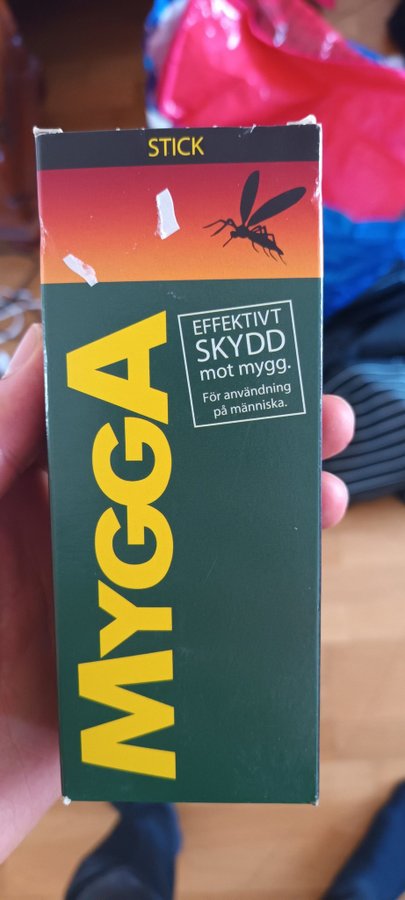 STICK
EFFEKTIVT
SKYDD
mot mygg.
För användning
på människa.
MYGGA